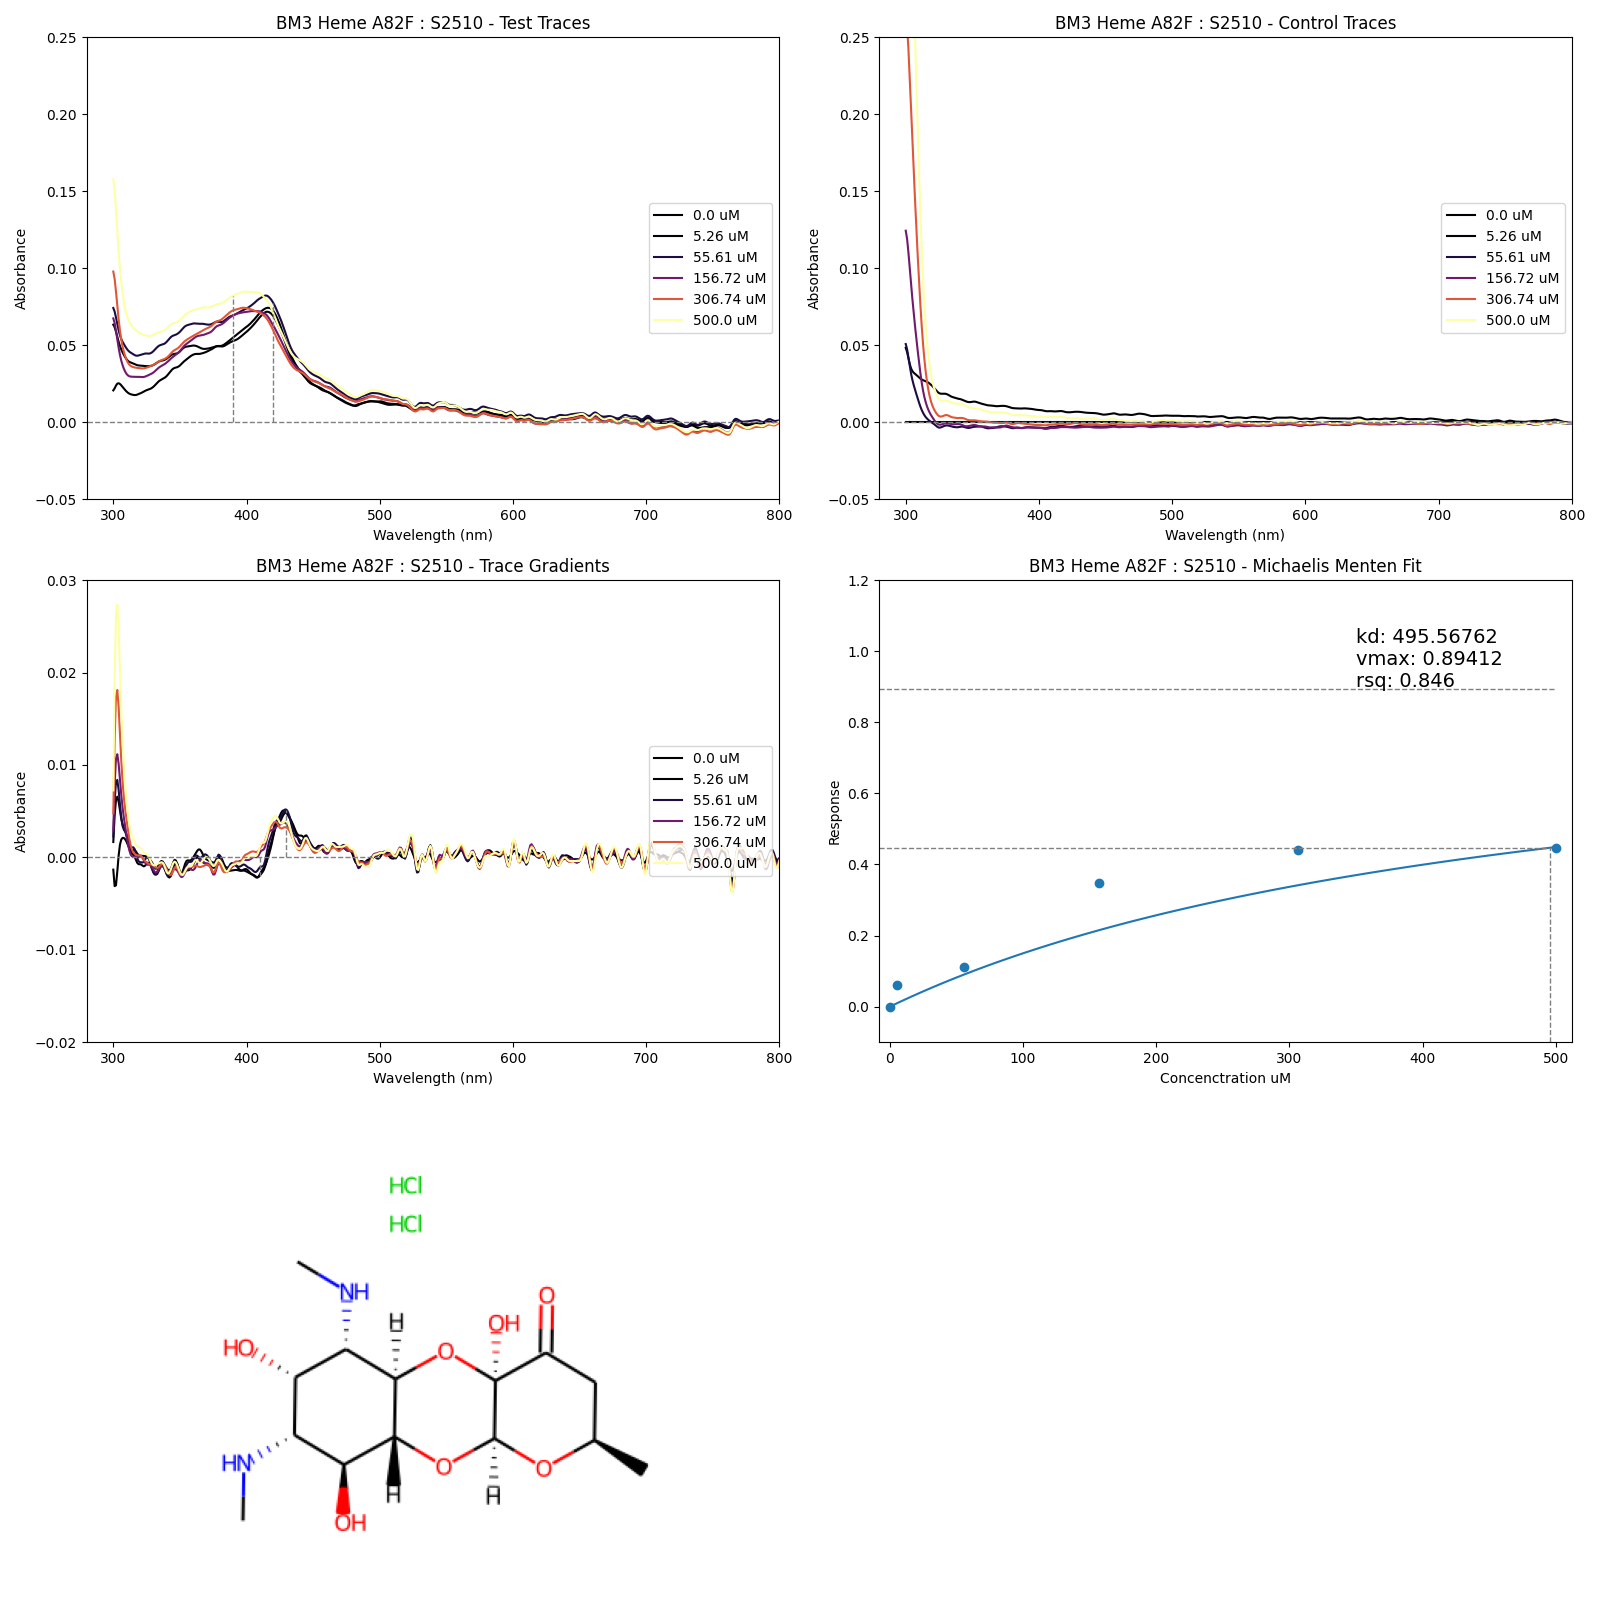 BM3 Heme A82F : S2510 - Test Traces
0.25
0.20
0.15
0.10
0.05
0.00
−0.05
Absorbance
300 400 500 600 700 800
Wavelength (nm)
0.0 uM
5.26 uM
55.61 uM
156.72 uM
306.74 uM
500.0 uM
BM3 Heme A82F : S2510 - Control Traces
0.25
0.20
0.15
0.10
0.05
0.00
−0.05
Absorbance
300 400 500 600 700 800
Wavelength (nm)
0.0 uM
5.26 uM
55.61 uM
156.72 uM
306.74 uM
500.0 uM
BM3 Heme A82F : S2510 - Trace Gradients
0.03
0.02
0.01
0.00
−0.01
−0.02
Absorbance
300 400 500 600 700 800
Wavelength (nm)
0.0 uM
5.26 uM
55.61 uM
156.72 uM
306.74 uM
500.0 uM
BM3 Heme A82F : S2510 - Michaelis Menten Fit
1.2
1.0
0.8
0.6
0.4
0.2
0.0
Response
0 100 200 300 400 500
Concenctration uM
kd: 495.56762
vmax: 0.89412
rsq: 0.846
HCl
HCl
NH O
H OH
HO O
HN O O
H H
OH